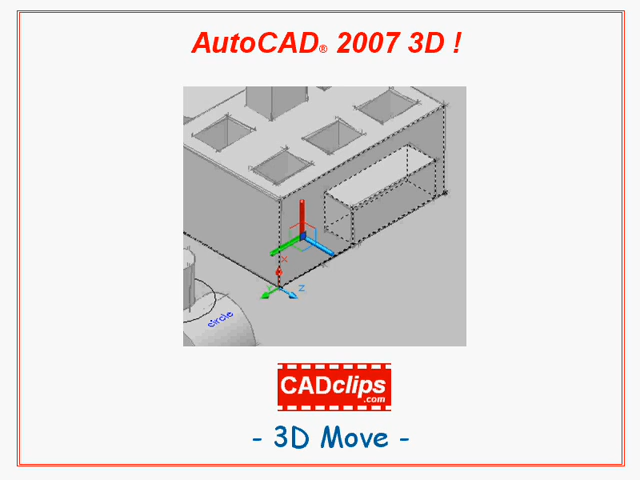 AutoCAD® 2007 3D !
X
Y
Z
circle
CADclips
.com
- 3D Move -